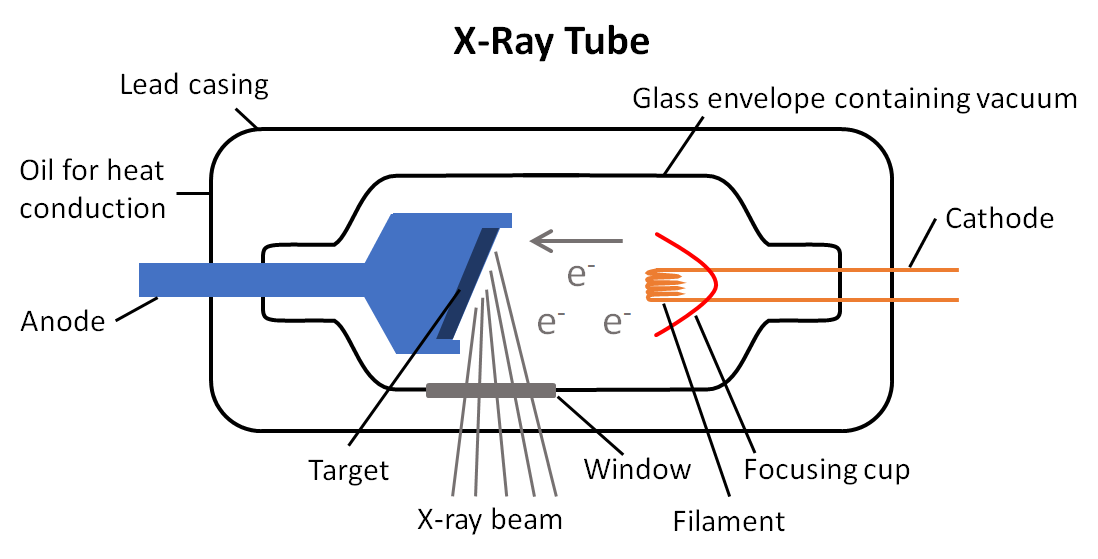 X-Ray Tube
Lead casing
Glass envelope containing vacuum
Oil for heat
conduction
Cathode
e-
Anode
e-
e-
Target
Window
Focusing cup
X-ray beam
Filament